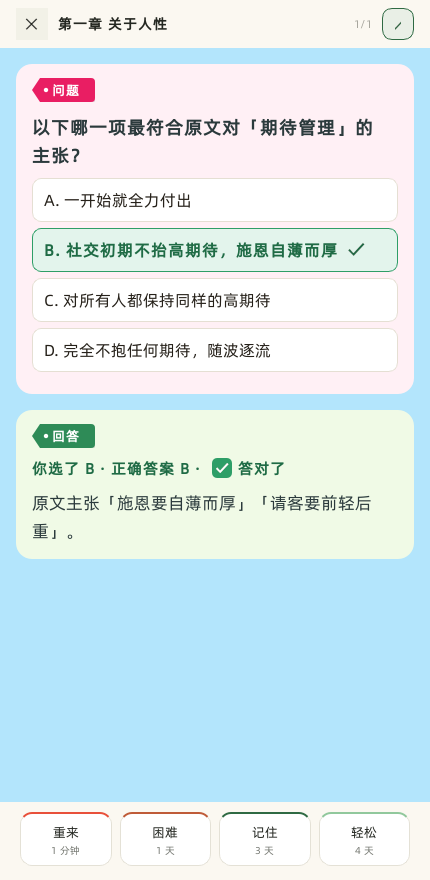 第一章 关于人性
1/1
问题
以下哪一项最符合原文对「期待管理」的
主张？
A. 一开始就全力付出
B. 社交初期不抬高期待，施恩自薄而厚
C. 对所有人都保持同样的高期待
D. 完全不抱任何期待，随波逐流
回答
你选了 B · 正确答案 B · 答对了
原文主张「施恩要自薄而厚」「请客要前轻后
重」。
重来
1 分钟
困难
1 天
记住
3 天
轻松
4 天